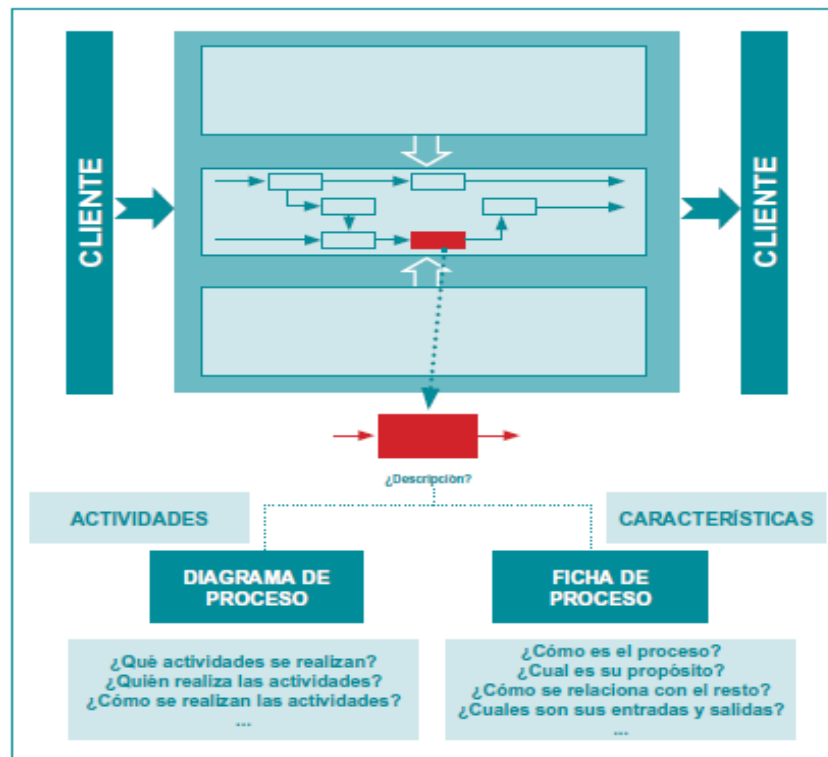 CLIENTE
CLIENTE
¿Descripción?
ACTIVIDADES
CARACTERÍSTICAS
DIAGRAMA DE
PROCESO
FICHA DE
PROCESO
¿Qué actividades se realizan?
¿Quién realiza las actividades?
¿Cómo se realizan las actividades?
...
¿Cómo es el proceso?
¿Cual es su propósito?
¿Cómo se relaciona con el resto?
¿Cuales son sus entradas y salidas?
...